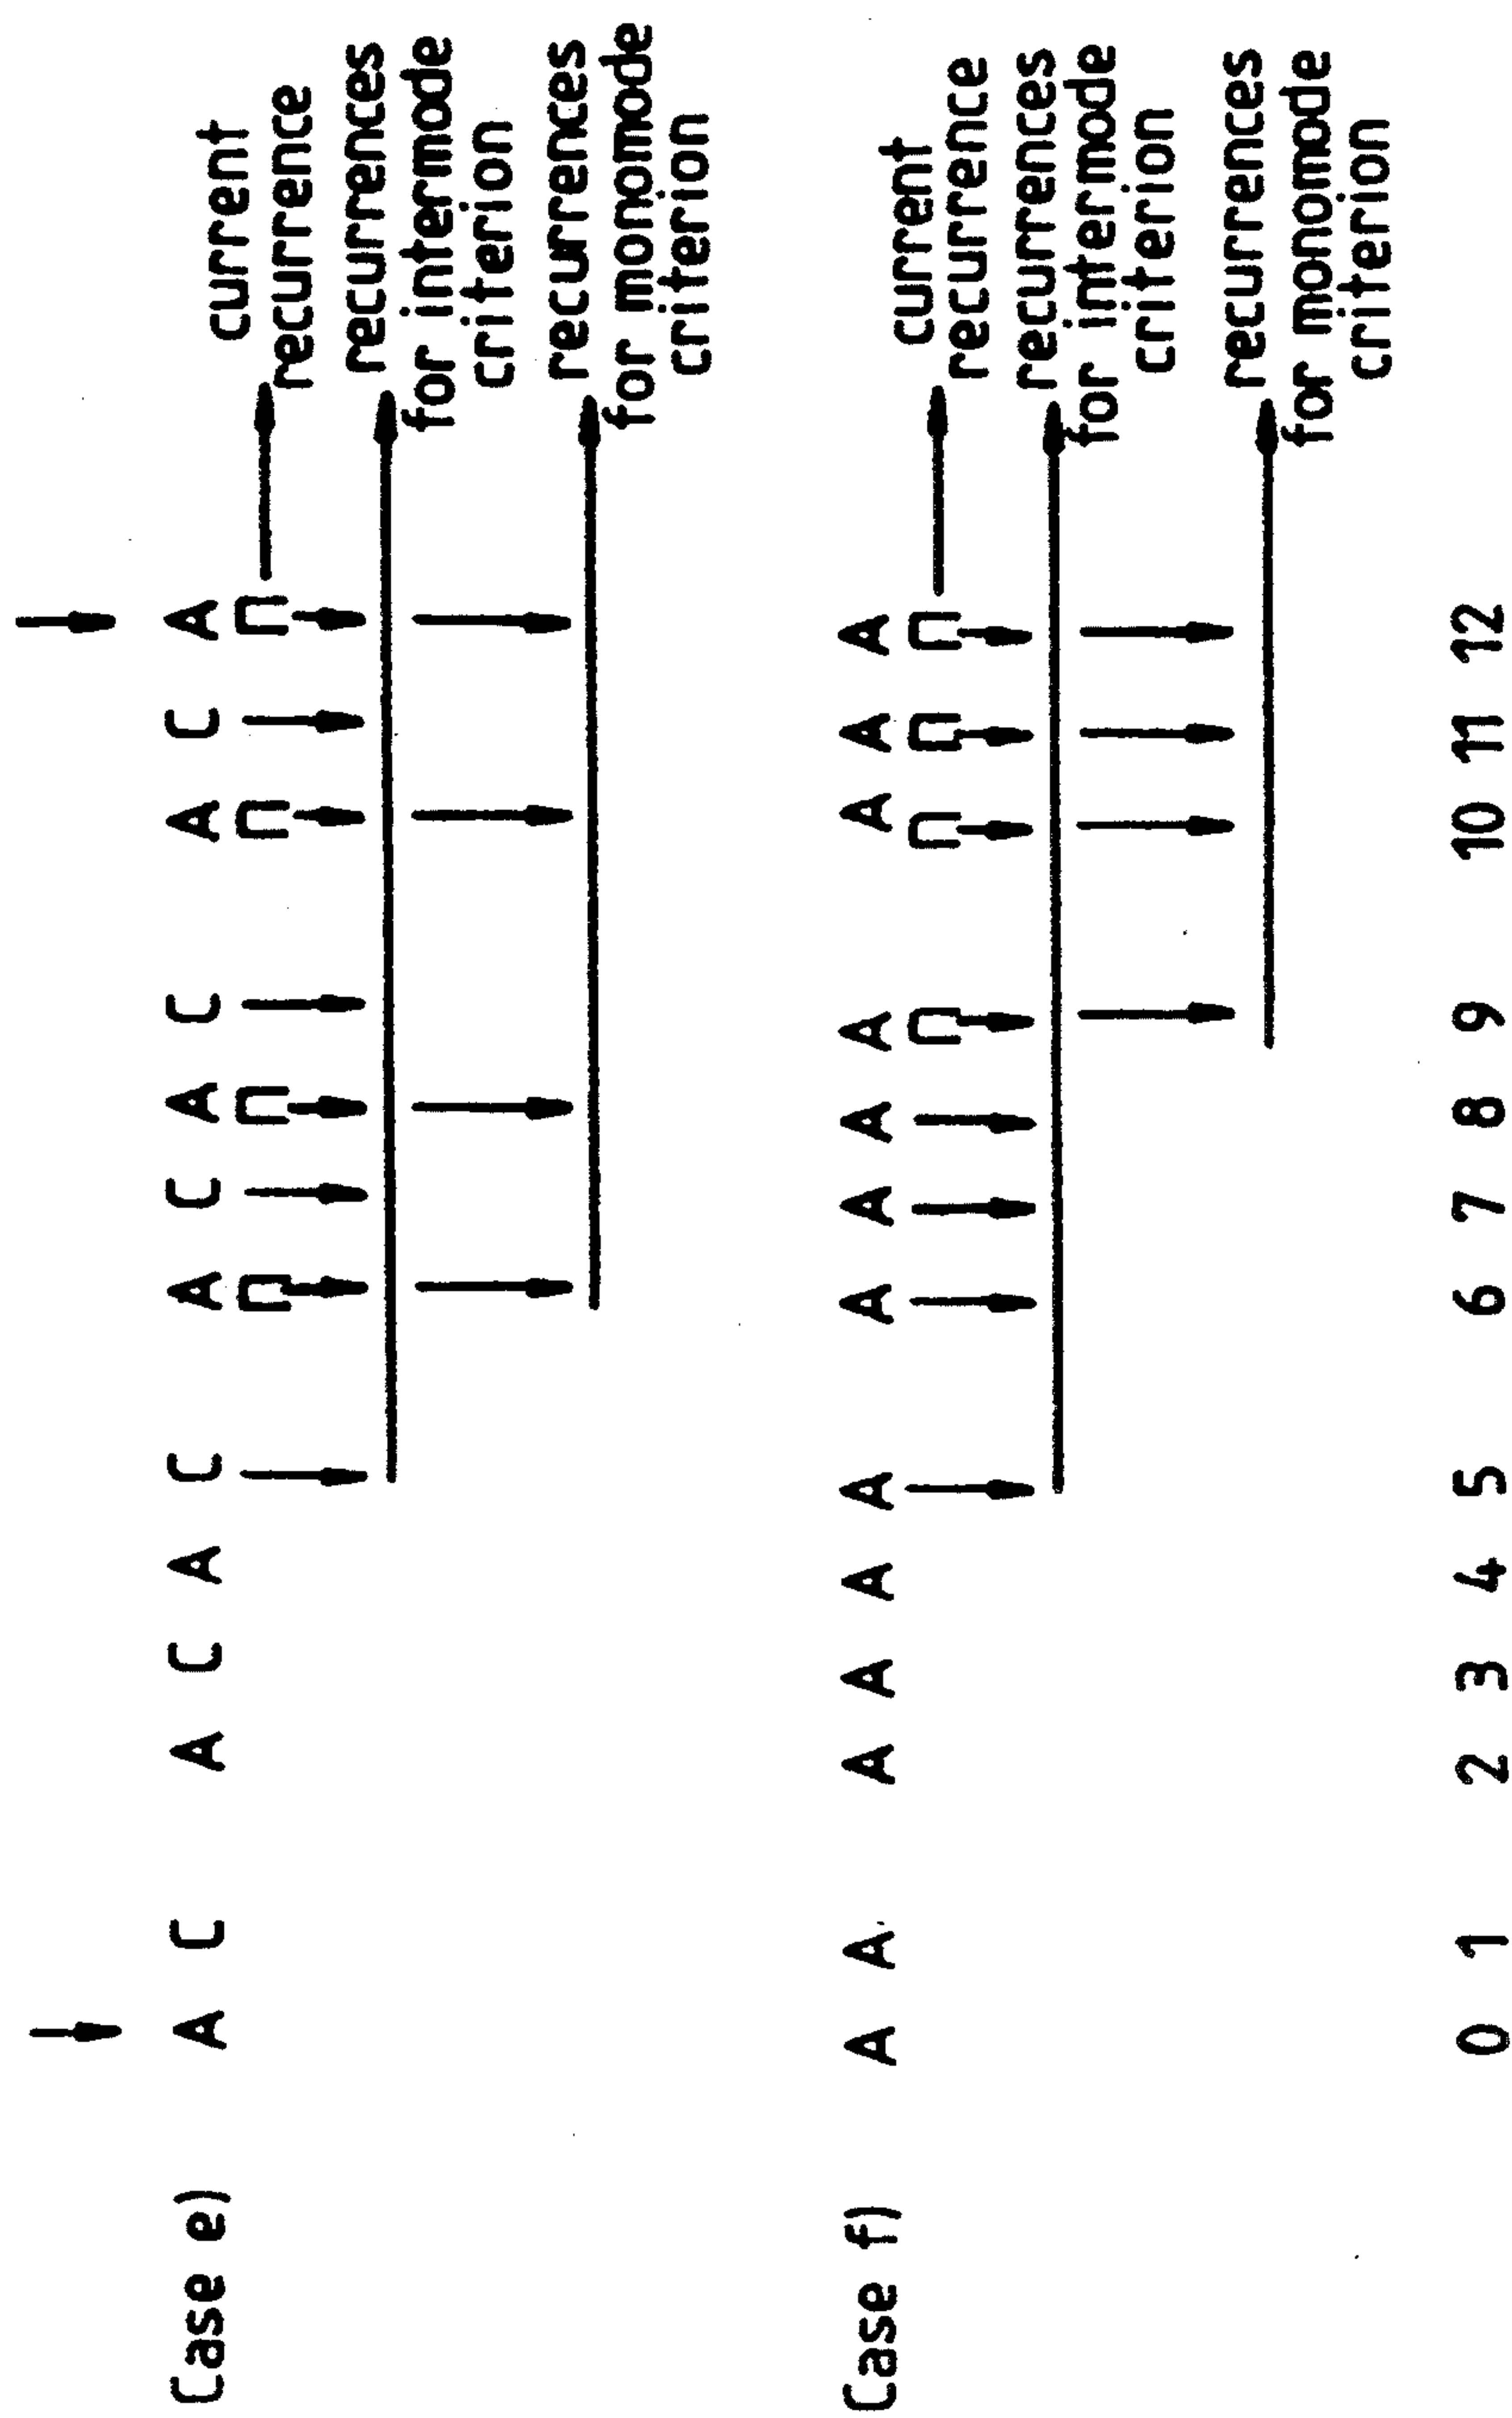 Case e)
A C A C A C A C A C A C A
current
recurrence
recurrences
for intermode
criterion
recurrences
for monomode
criterion
Case f)
A A A A A A A A A A A A A
current
recurrence
recurrences
for intermode
criterion
recurrences
for monomode
criterion
0 1 2 3 4 5 6 7 8 9 10 11 12